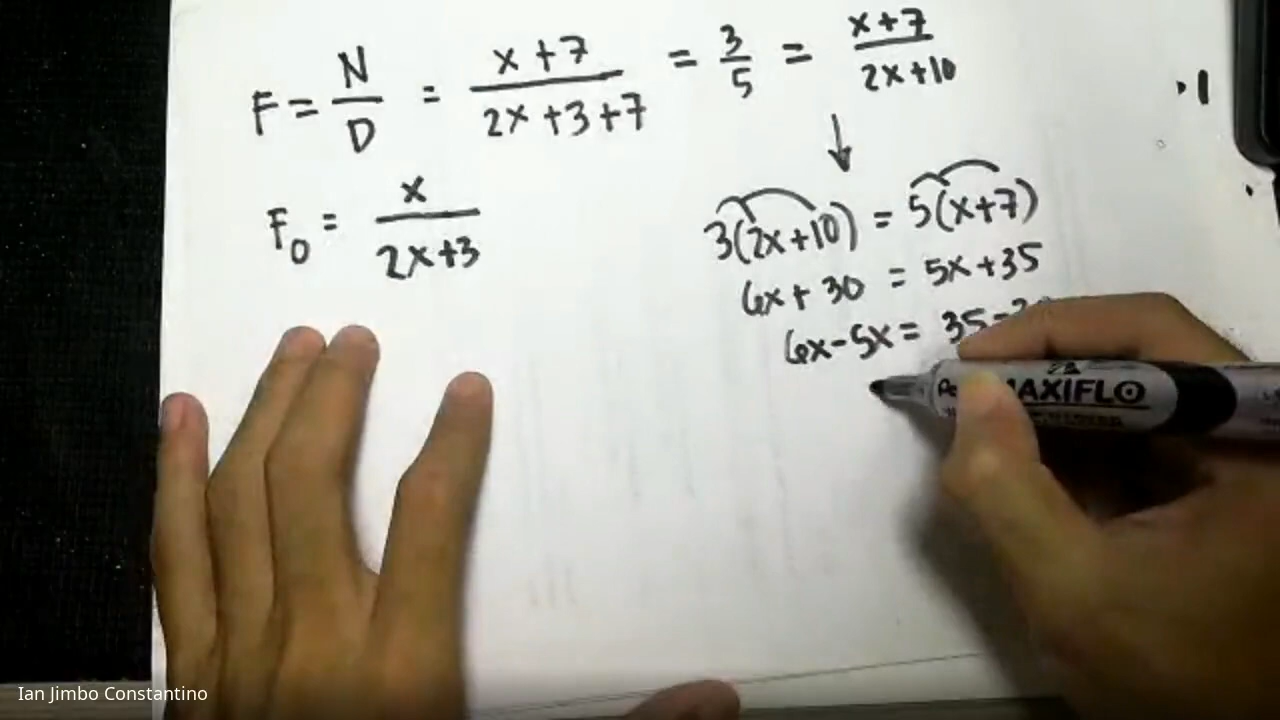 F = N/D = x+7/2x+3+7 = 3/5 = x+7/2x+10
F0 = x/2x+3
3(2x+10) = 5(x+7)
6x+30 = 5x+35
6x-5x = 35-
MAXIFLO
Ian Jimbo Constantino